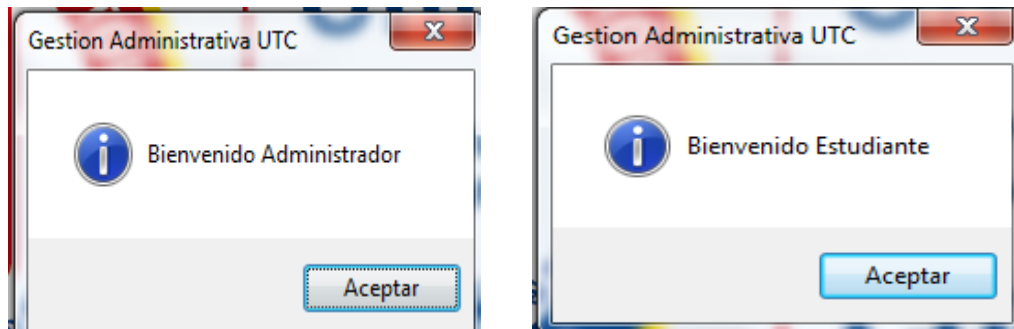 Gestion Administrativa UTC
Bienvenido Administrador
Aceptar
Gestion Administrativa UTC
Bienvenido Estudiante
Aceptar